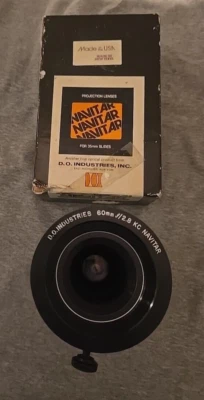 Made in USA
PROJECTION LENSES
NAVITAR
NAVITAR
NAVITAR
FOR 35mm SLIDES
D.O. INDUSTRIES, INC.
D.O. INDUSTRIES 60mm f/2.8 KC NAVITAR